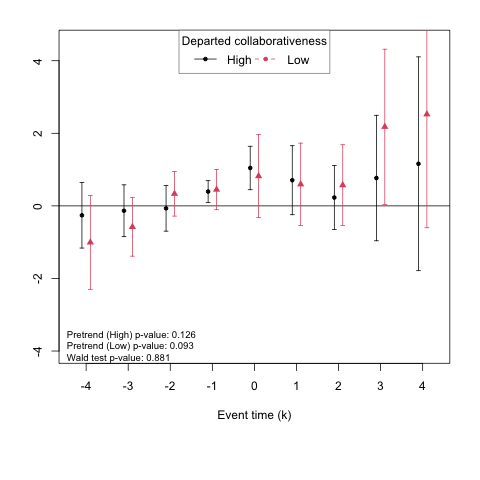 Departed collaborativeness
High Low
4
2
0
-2
-4
Pretrend (High) p-value: 0.126
Pretrend (Low) p-value: 0.093
Wald test p-value: 0.881
-4 -3 -2 -1 0 1 2 3 4
Event time (k)